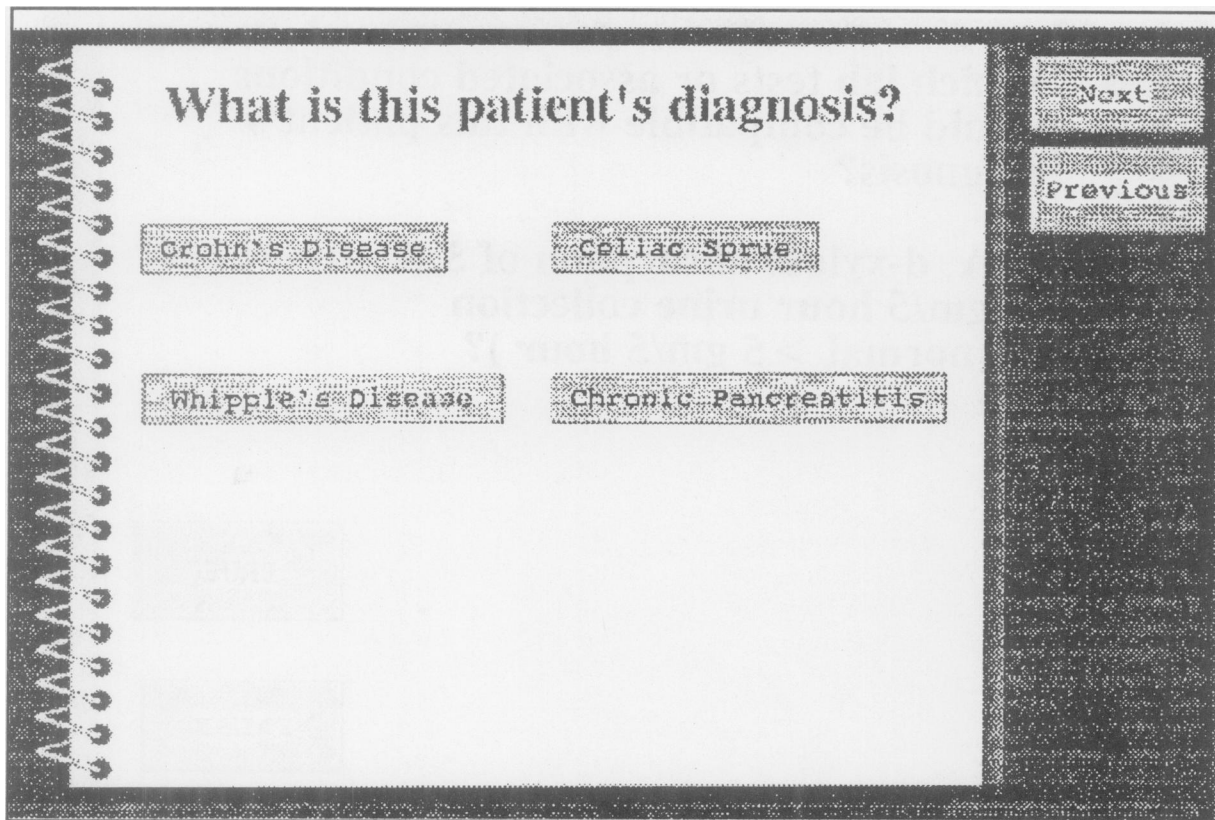 What is this patient's diagnosis?
Crohn's Disease
Celiac Sprue
Whipple's Disease
Chronic Pancreatitis
Next
Previous